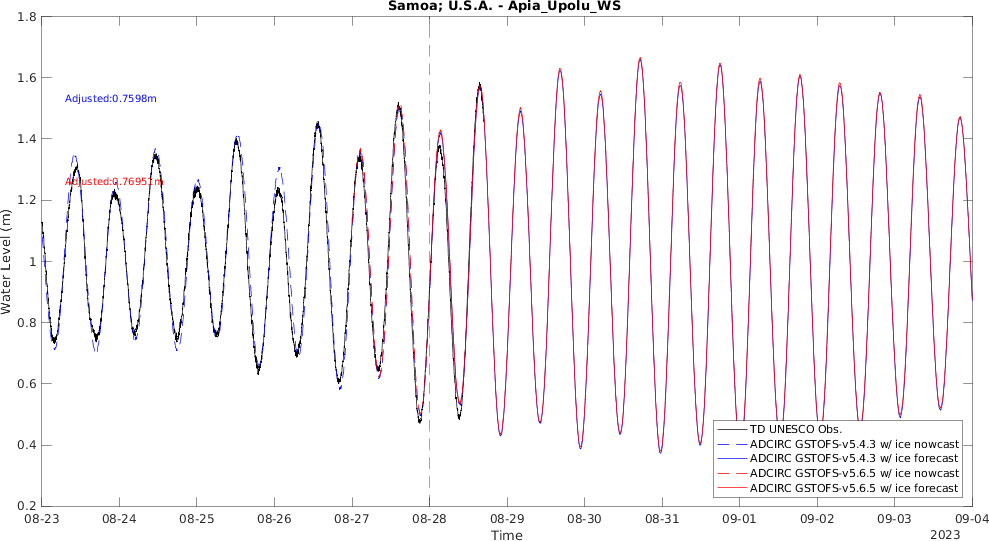 Samoa; U.S.A. - Apia_Upolu_WS
1.8
1.6
1.4
1.2
1
0.8
0.6
0.4
0.2
Water Level (m)
Adjusted:0.7598m
Adjusted:0.76951m
TD UNESCO Obs.
ADCIRC GSTOFS-v5.4.3 w/ ice nowcast
ADCIRC GSTOFS-v5.4.3 w/ ice forecast
ADCIRC GSTOFS-v5.6.5 w/ ice nowcast
ADCIRC GSTOFS-v5.6.5 w/ ice forecast
08-23 08-24 08-25 08-26 08-27 08-28 08-29 08-30 08-31 09-01 09-02 09-03 09-04
Time
2023